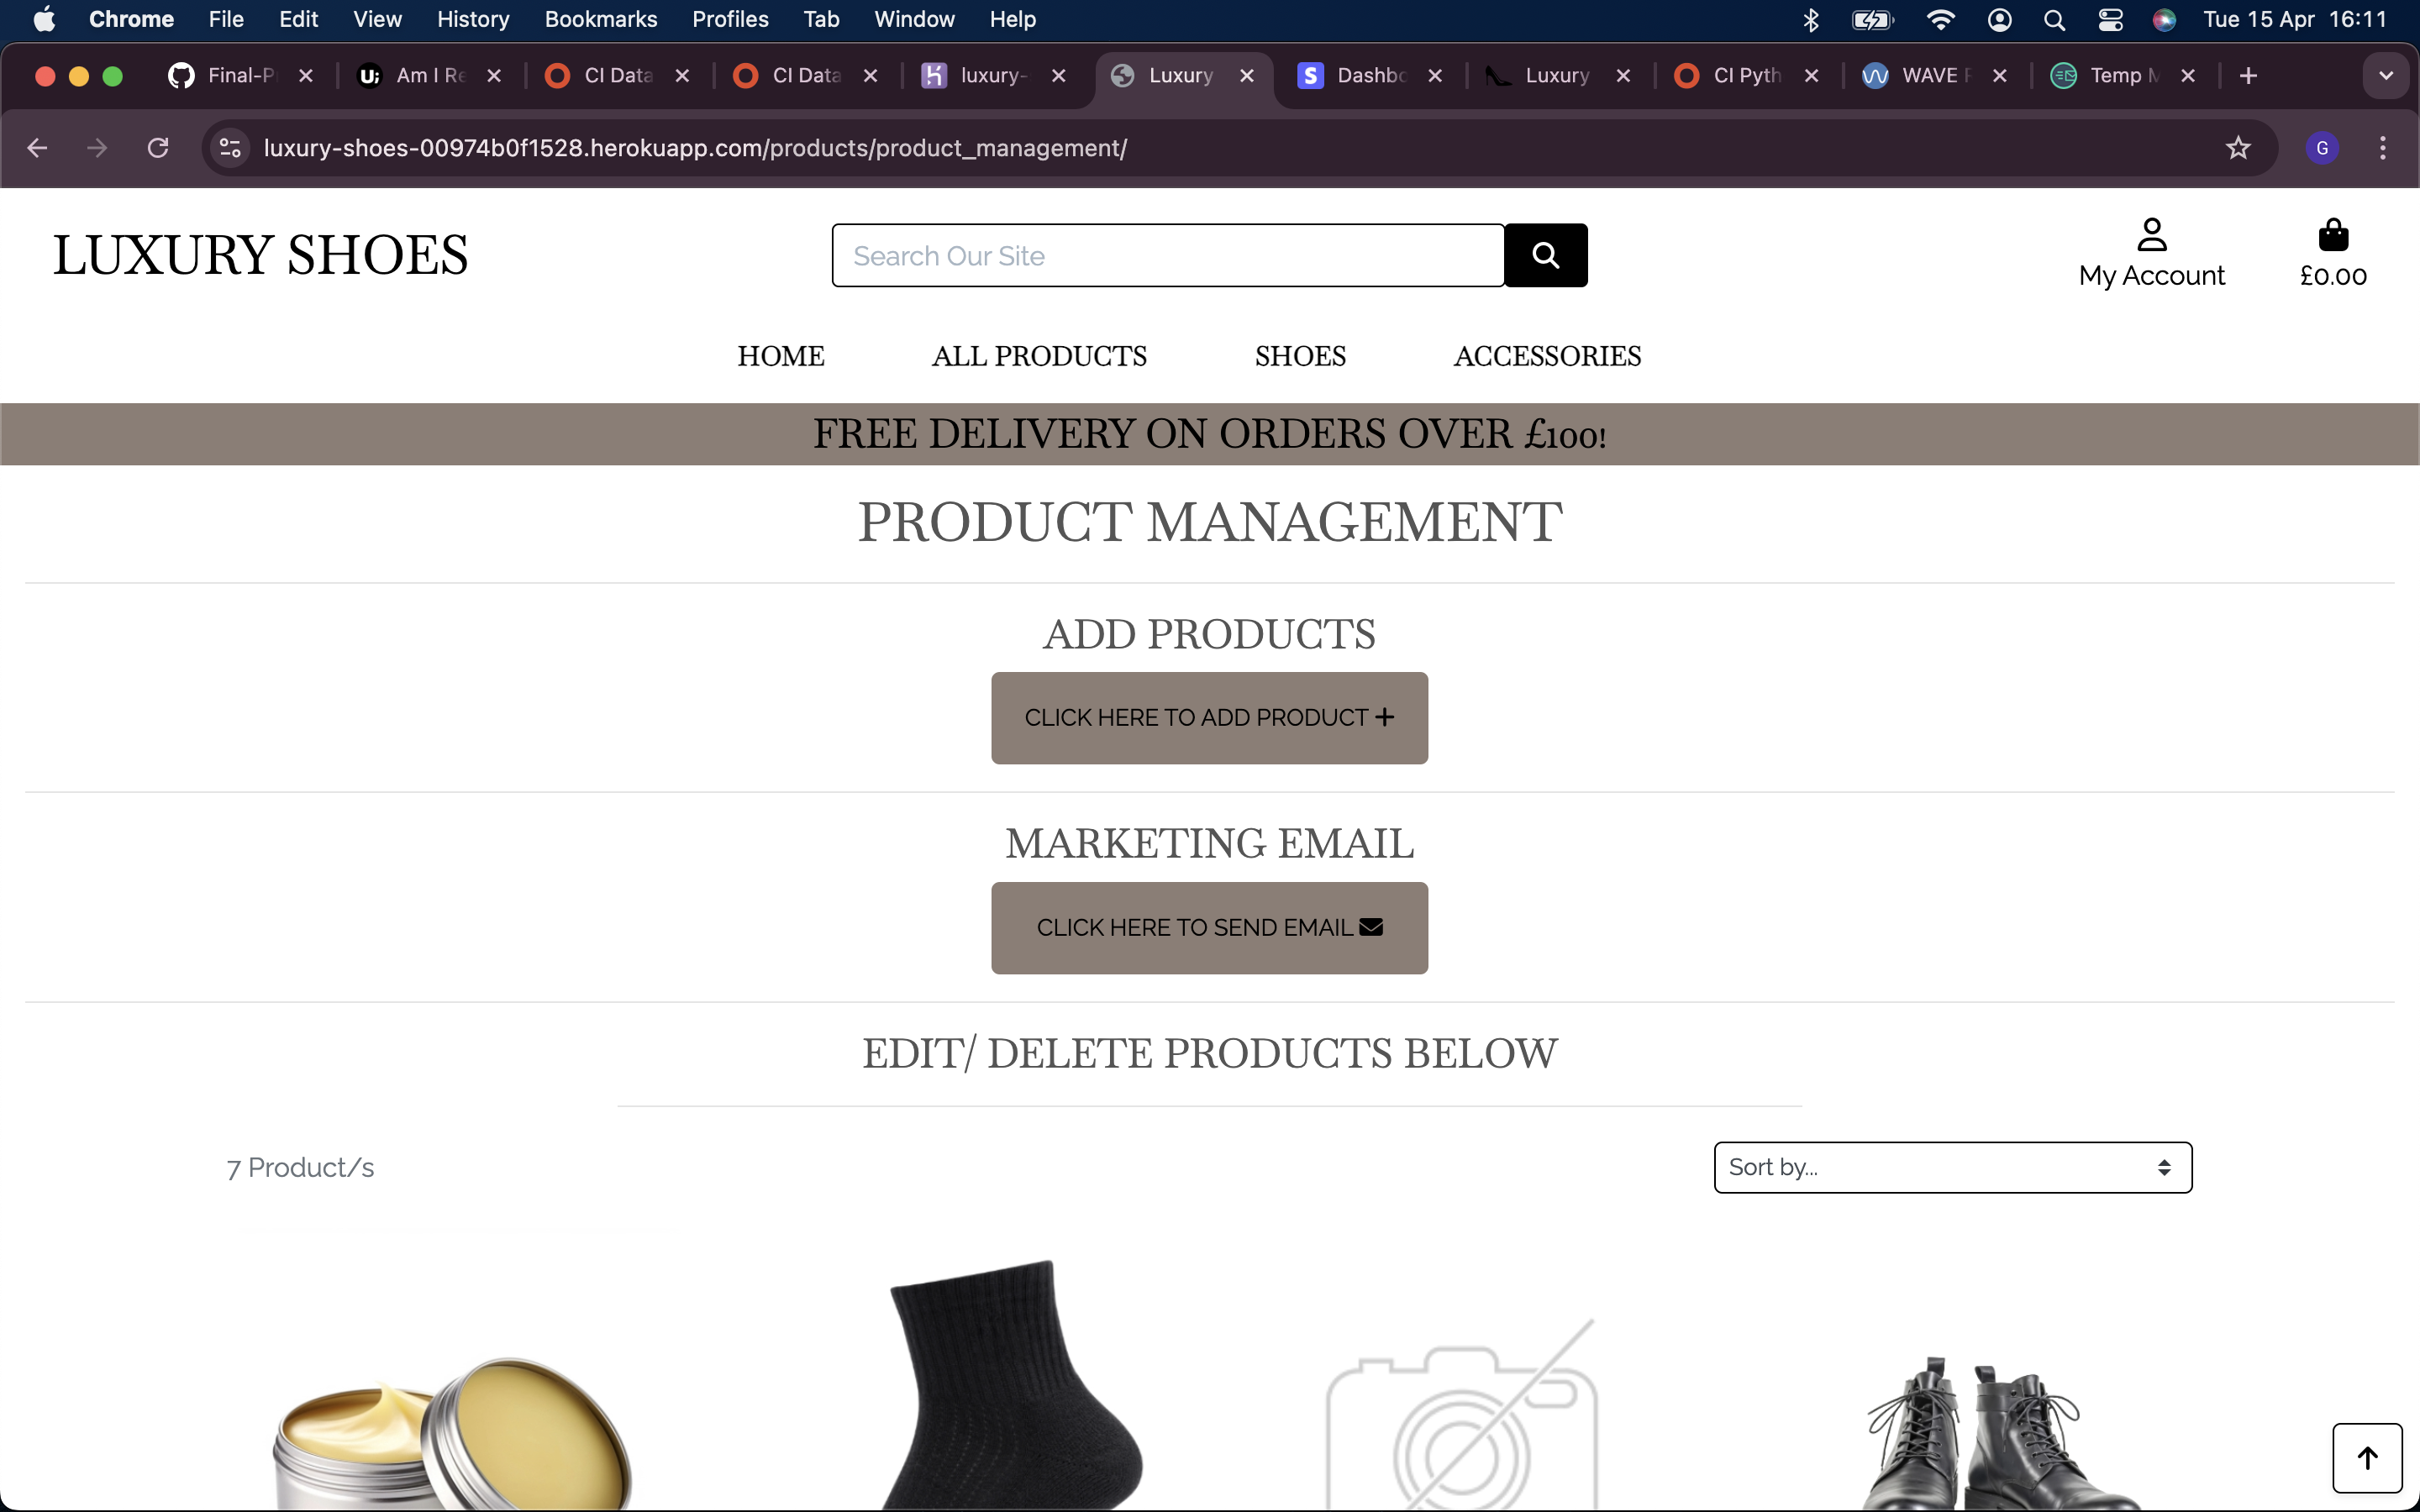 Chrome File Edit View History Bookmarks Profiles Tab Window Help Tue 15 Apr 16:11
Final-P Am I Re CI Data CI Data luxury- Luxury Dashbo Luxury CI Pyth WAVE Temp M
luxury-shoes-00974b0f1528.herokuapp.com/products/product_management/ G
LUXURY SHOES
Search Our Site
My Account
£0.00
HOME ALL PRODUCTS SHOES ACCESSORIES
FREE DELIVERY ON ORDERS OVER £100!
PRODUCT MANAGEMENT
ADD PRODUCTS
CLICK HERE TO ADD PRODUCT
MARKETING EMAIL
CLICK HERE TO SEND EMAIL
EDIT/ DELETE PRODUCTS BELOW
7 Product/s
Sort by...